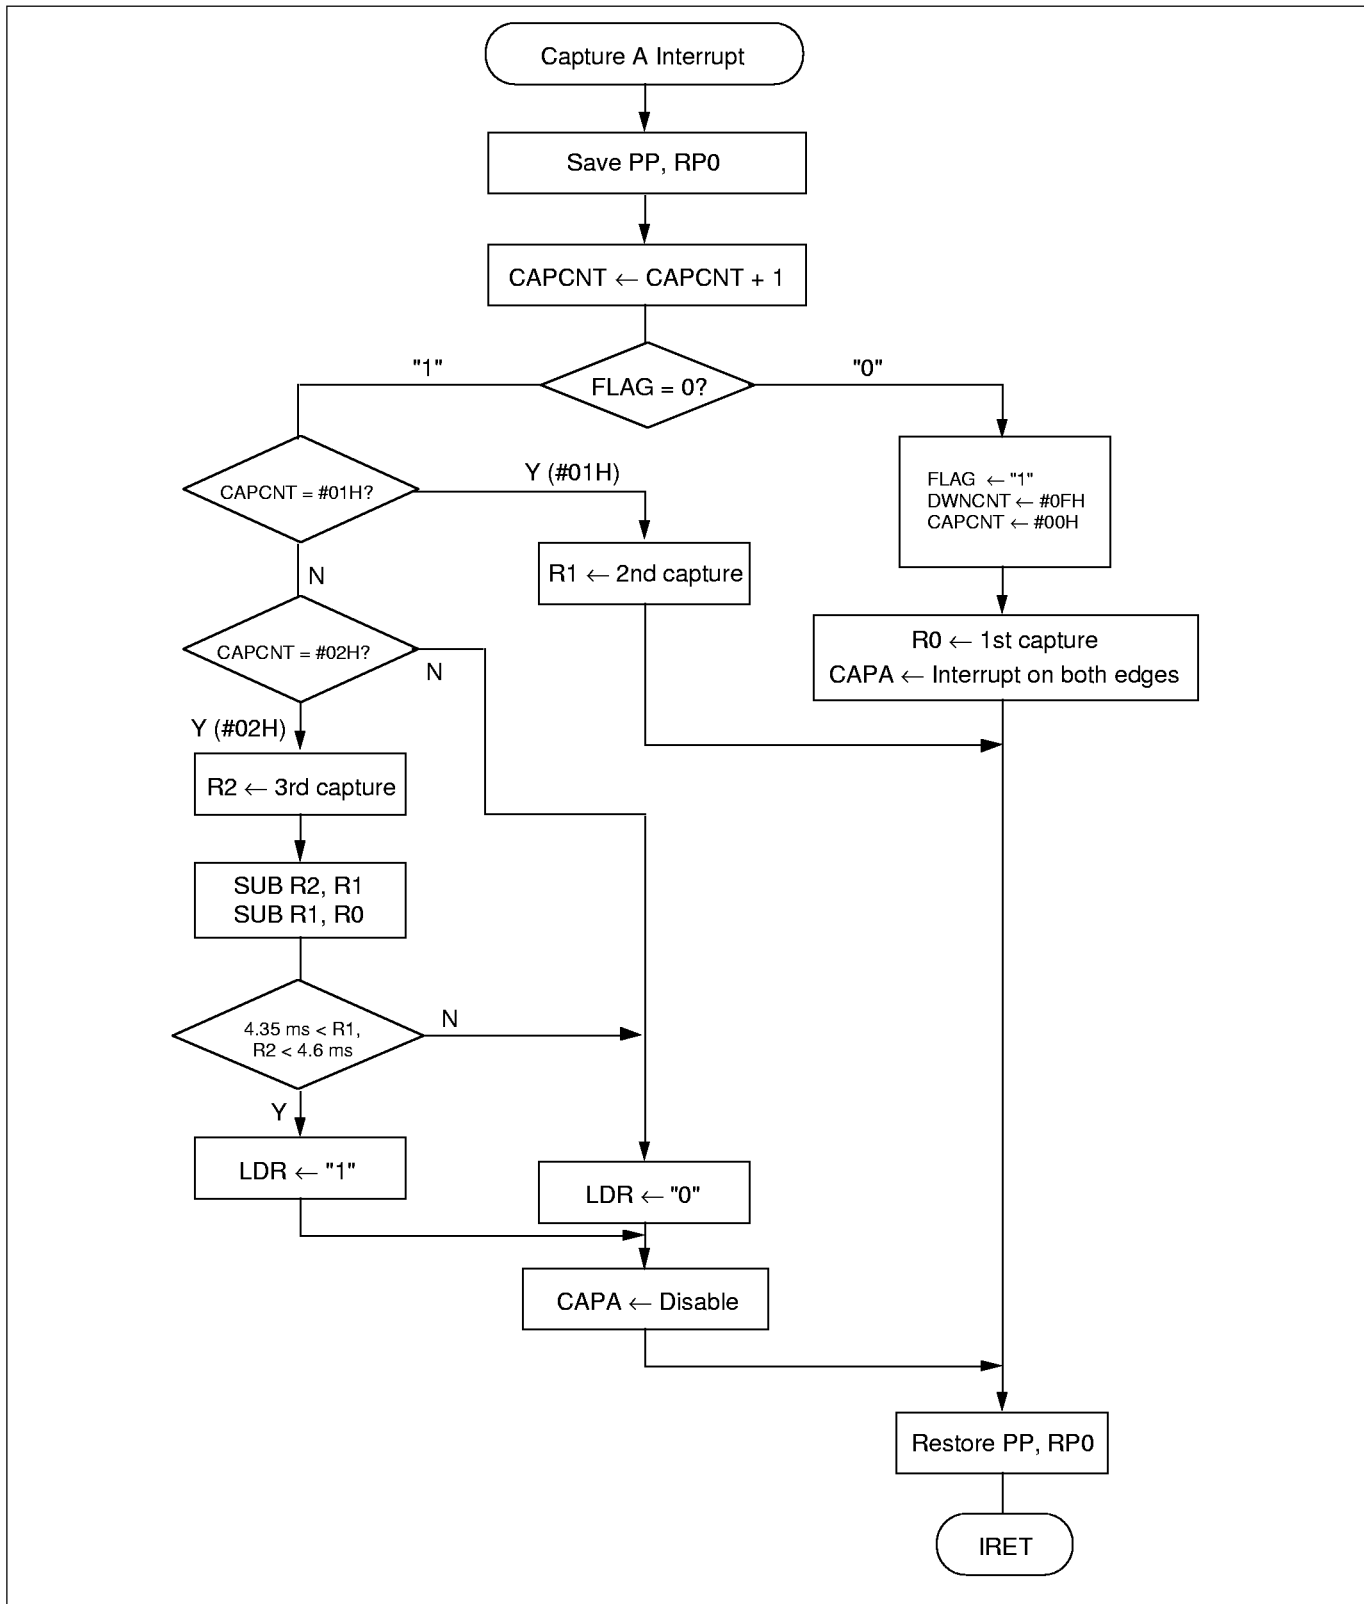 Capture A Interrupt
Save PP, RP0
CAPCNT ← CAPCNT + 1
"1"
FLAG = 0?
"0"
CAPCNT = #01H?
Y (#01H)
FLAG ← "1"
DWNCNT ← #0FH
CAPCNT ← #00H
N
R1 ← 2nd capture
CAPCNT = #02H?
N
R0 ← 1st capture
CAPA ← Interrupt on both edges
Y (#02H)
R2 ← 3rd capture
SUB R2, R1
SUB R1, R0
4.35 ms < R1,
R2 < 4.6 ms
N
Y
LDR ← "1"
LDR ← "0"
CAPA ← Disable
Restore PP, RP0
IRET